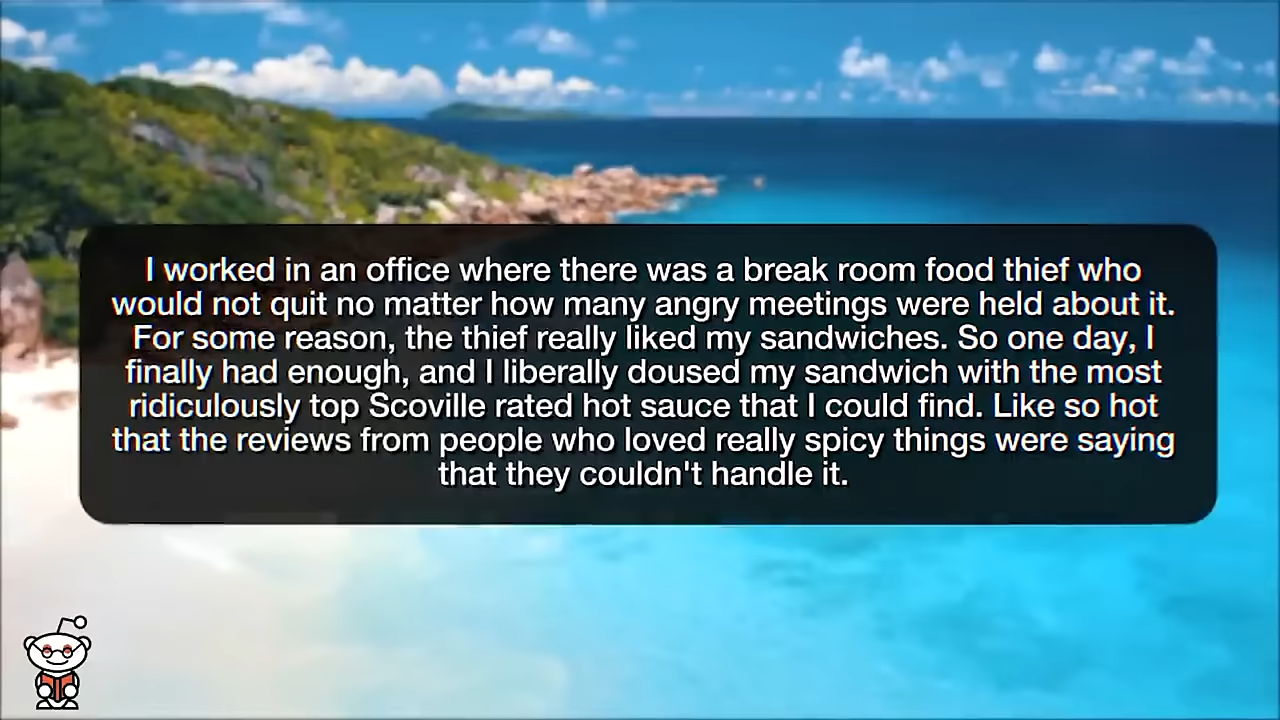 I worked in an office where there was a break room food thief who
would not quit no matter how many angry meetings were held about it.
For some reason, the thief really liked my sandwiches. So one day, I
finally had enough, and I liberally doused my sandwich with the most
ridiculously top Scoville rated hot sauce that I could find. Like so hot
that the reviews from people who loved really spicy things were saying
that they couldn't handle it.